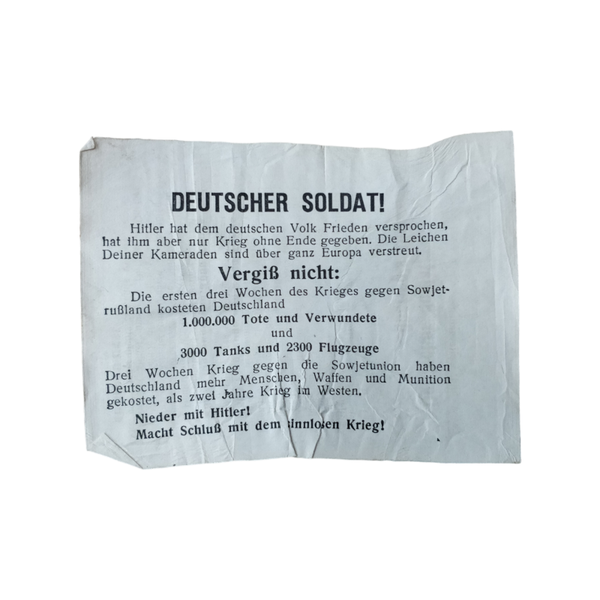 DEUTSCHER SOLDAT!
Hitler hat dem deutschen Volk Frieden versprochen,
hat ihm aber nur Krieg ohne Ende gegeben. Die Leichen
Deiner Kameraden sind über ganz Europa verstreut.
Vergiß nicht:
Die ersten drei Wochen des Krieges gegen Sowjet-
rußland kosteten Deutschland
1.000.000 Tote und Verwundete
und
3000 Tanks und 2300 Flugzeuge
Drei Wochen Krieg gegen die Sowjetunion haben
Deutschland mehr Menschen, Waffen und Munition
gekostet, als zwei Jahre Krieg im Westen.
Nieder mit Hitler!
Macht Schluß mit dem sinnlosen Krieg!